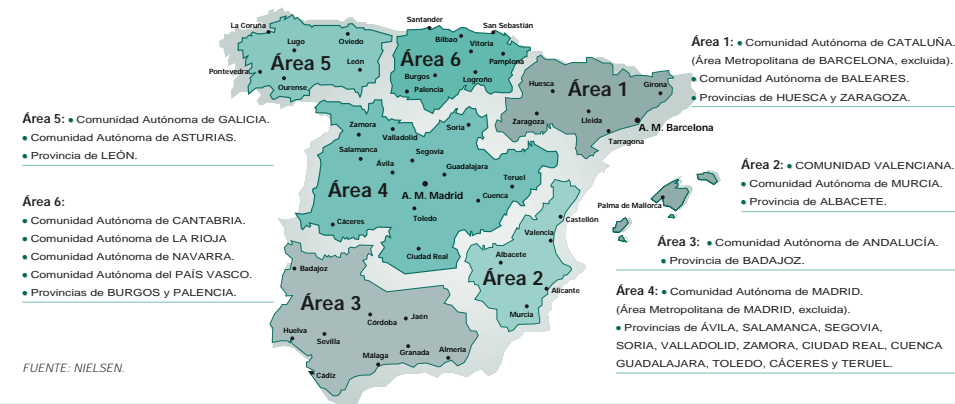 Área 5: • Comunidad Autónoma de GALICIA.
• Comunidad Autónoma de ASTURIAS.
• Provincia de LEÓN.
Área 6:
• Comunidad Autónoma de CANTABRIA.
• Comunidad Autónoma de LA RIOJA
• Comunidad Autónoma de NAVARRA.
• Comunidad Autónoma del PAÍS VASCO.
• Provincias de BURGOS y PALENCIA.
FUENTE: NIELSEN.
La Coruña
Lugo
Oviedo
Área 5
León
Pontevedra
Ourense
Santander
San Sebastián
Bilbao
Vitoria
Área 6
Pamplona
Burgos
Logroño
Palencia
Huesca
Área 1
Girona
Zaragoza
Lleida
A. M. Barcelona
Tarragona
Zamora
Valladolid
Soria
Salamanca
Segovia
Ávila
Guadalajara
Teruel
Área 4
A. M. Madrid
Cuenca
Toledo
Cáceres
Ciudad Real
Castellón
Valencia
Albacete
Área 2
Alicante
Murcia
Palma de Mallorca
Badajoz
Área 3
Córdoba
Jaén
Huelva
Sevilla
Granada
Almería
Málaga
Cádiz
Área 1: • Comunidad Autónoma de CATALUÑA.
(Área Metropolitana de BARCELONA, excluida).
• Comunidad Autónoma de BALEARES.
• Provincias de HUESCA y ZARAGOZA.
Área 2: • COMUNIDAD VALENCIANA.
• Comunidad Autónoma de MURCIA.
• Provincia de ALBACETE.
Área 3: • Comunidad Autónoma de ANDALUCÍA.
• Provincia de BADAJOZ.
Área 4: • Comunidad Autónoma de MADRID.
(Área Metropolitana de MADRID, excluida).
• Provincias de ÁVILA, SALAMANCA, SEGOVIA,
SORIA, VALLADOLID, ZAMORA, CIUDAD REAL, CUENCA
GUADALAJARA, TOLEDO, CÁCERES y TERUEL.